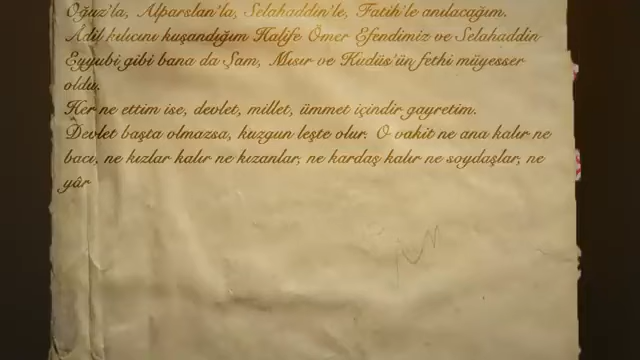 Oğuz'la, Alparslan'la, Selahaddin'le, Fatih'le anılacağım.
Âdil kılıcını kuşandığım Halife Ömer Efendimiz ve Selahaddin
Eyyubi gibi bana da Şam, Mısır ve Kudüs'ün fethi müyesser
oldu.
Her ne ettim ise, devlet, millet, ümmet içindir gayretim.
Devlet başta olmazsa, kuzgun leşte olur. O vakit ne ana kalır ne
bacı, ne kızlar kalır ne kızanlar, ne kardaş kalır ne soydaşlar, ne
yâr